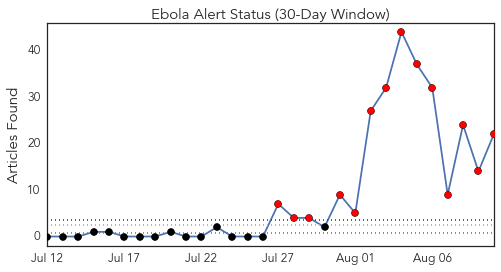 Ebola Alert Status (30-Day Window)
Articles Found
50
40
30
20
10
0
Jul 12
Jul 17
Jul 22
Jul 27
Aug 01
Aug 06